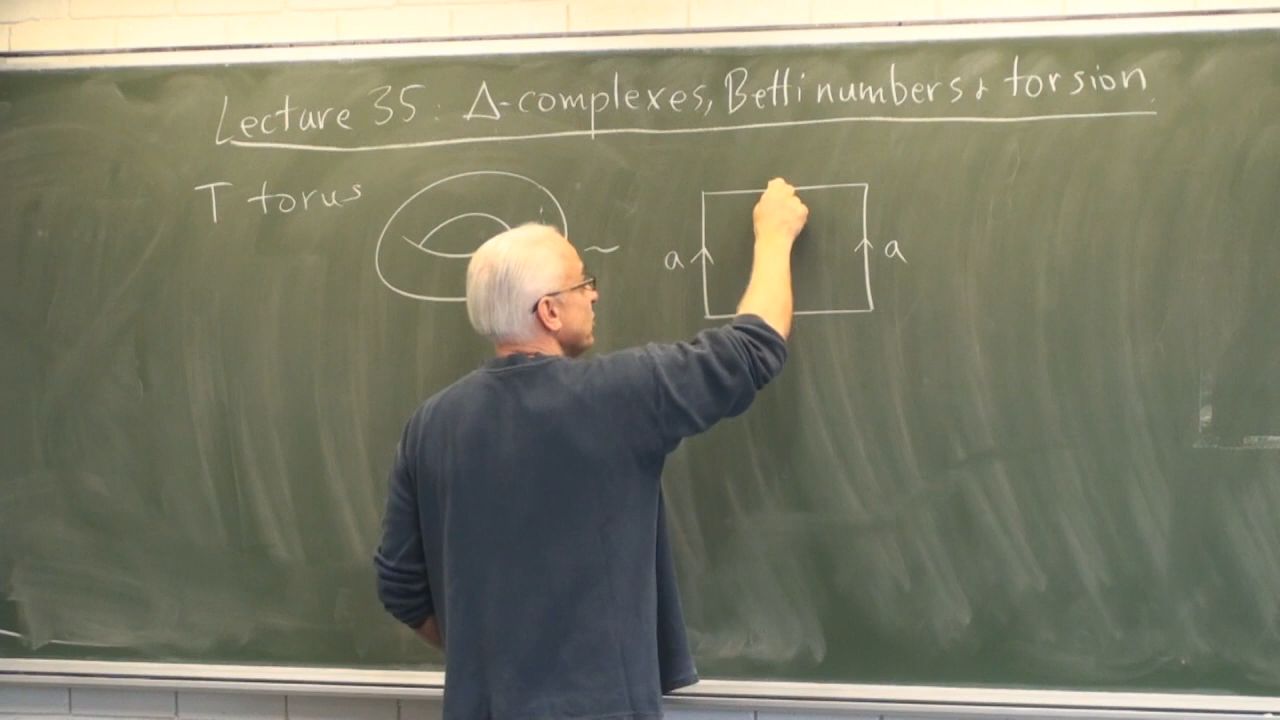 Lecture 35: Δ-complexes, Betti numbers & torsion
T torus ~ a a